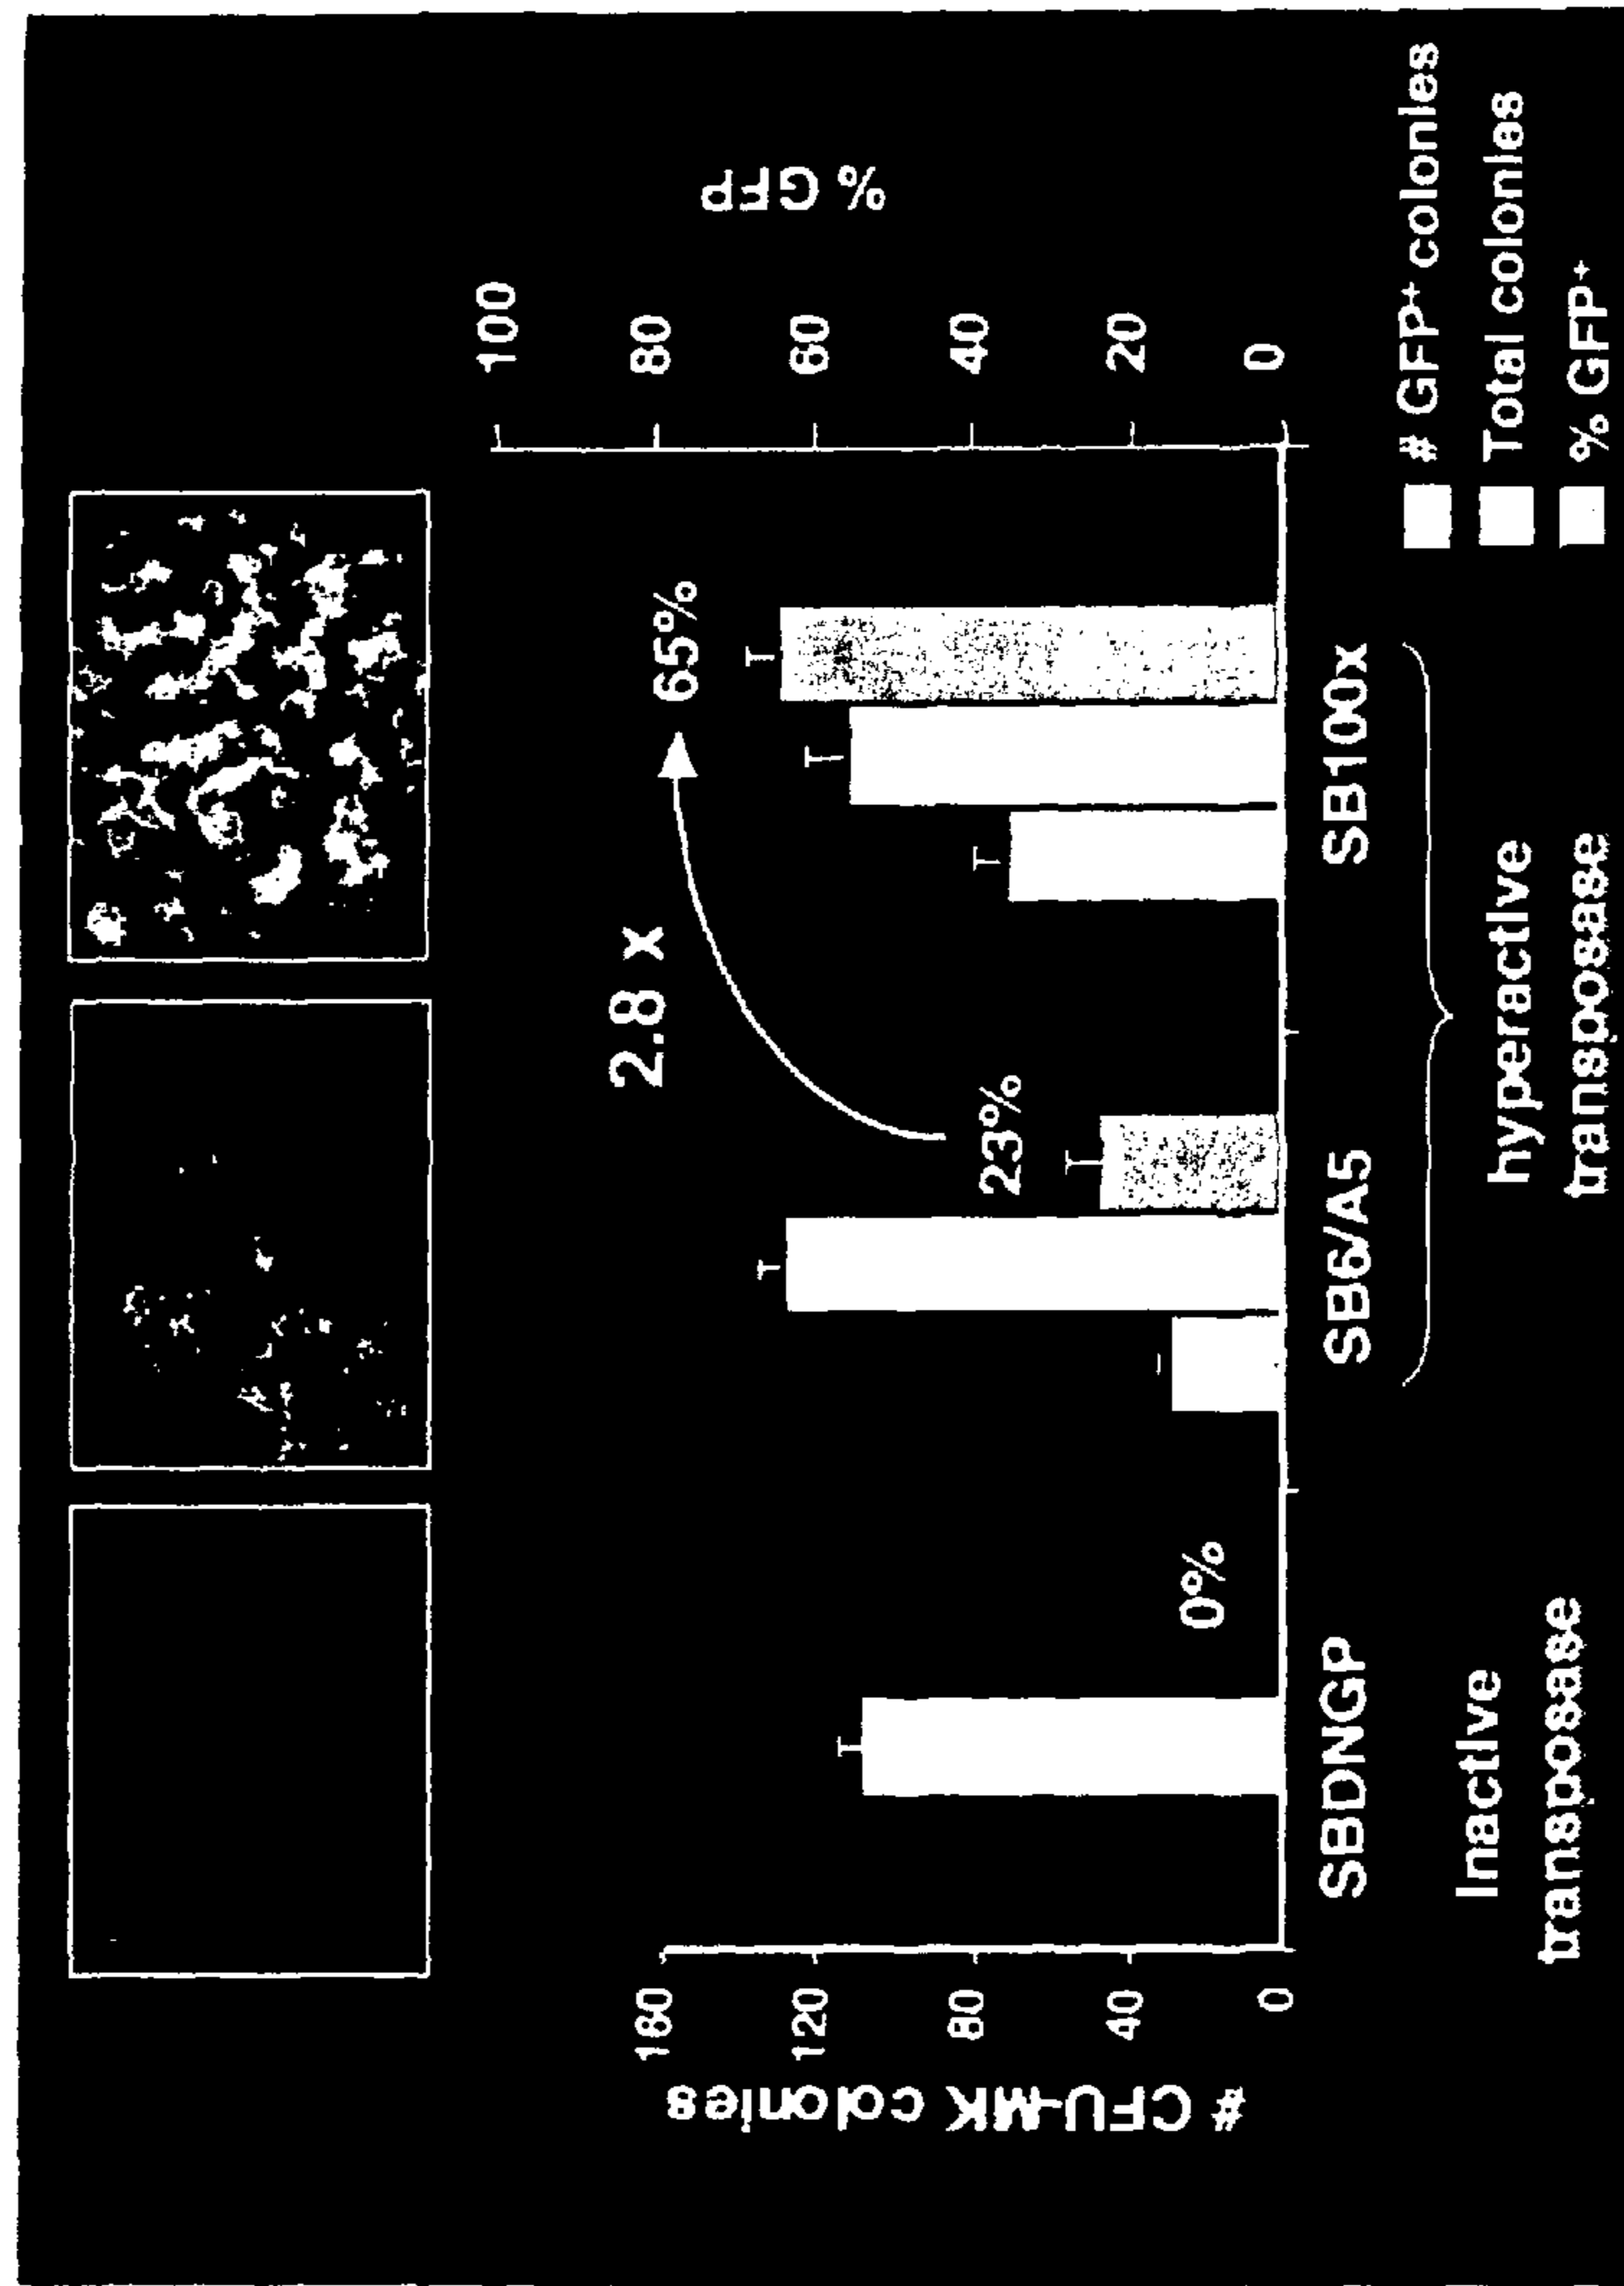 2.8 x
65%
23%
0%
# CFU-MK colonies
160
120
80
40
0
% GFP
100
80
60
40
20
0
SBDNGP
SB6/A5
SB100x
Inactive
transposase
hyperactive
transposase
# GFP+ colonies
Total colonies
% GFP+